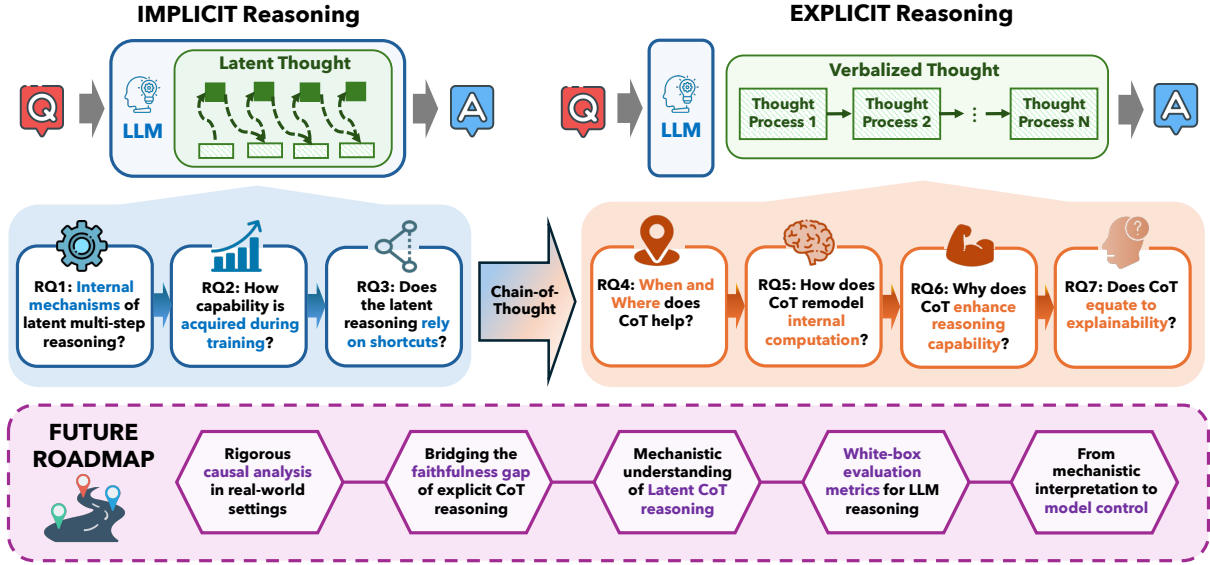 IMPLICIT Reasoning
EXPLICIT Reasoning
Q
LLM
Latent Thought
A
Q
LLM
Verbalized Thought
Thought
Process 1
Thought
Process 2
...
Thought
Process N
A
RQ1: Internal
mechanisms of
latent multi-step
reasoning?
RQ2: How
capability is
acquired during
training?
RQ3: Does
the latent
reasoning rely
on shortcuts?
Chain-of-
Thought
RQ4: When and
Where does
CoT help?
RQ5: How does
CoT remodel
internal
computation?
RQ6: Why does
CoT enhance
reasoning
capability?
?
RQ7: Does CoT
equate to
explainability?
FUTURE
ROADMAP
Rigorous
causal analysis
in real-world
settings
Bridging the
faithfulness gap
of explicit CoT
reasoning
Mechanistic
understanding
of Latent CoT
reasoning
White-box
evaluation
metrics for LLM
reasoning
From
mechanistic
interpretation to
model control